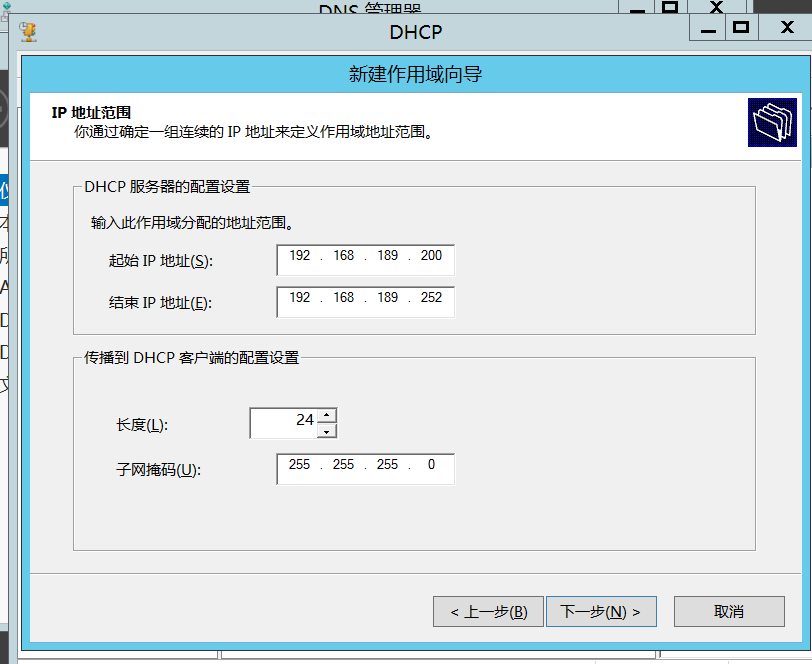 DNS 管理器
DHCP
新建作用域向导
IP 地址范围
你通过确定一组连续的 IP 地址来定义作用域地址范围。
DHCP 服务器的配置设置
输入此作用域分配的地址范围。
起始 IP 地址(S): 192 . 168 . 189 . 200
结束 IP 地址(E): 192 . 168 . 189 . 252
传播到 DHCP 客户端的配置设置
长度(L): 24
子网掩码(U): 255 . 255 . 255 . 0
< 上一步(B) 下一步(N) > 取消